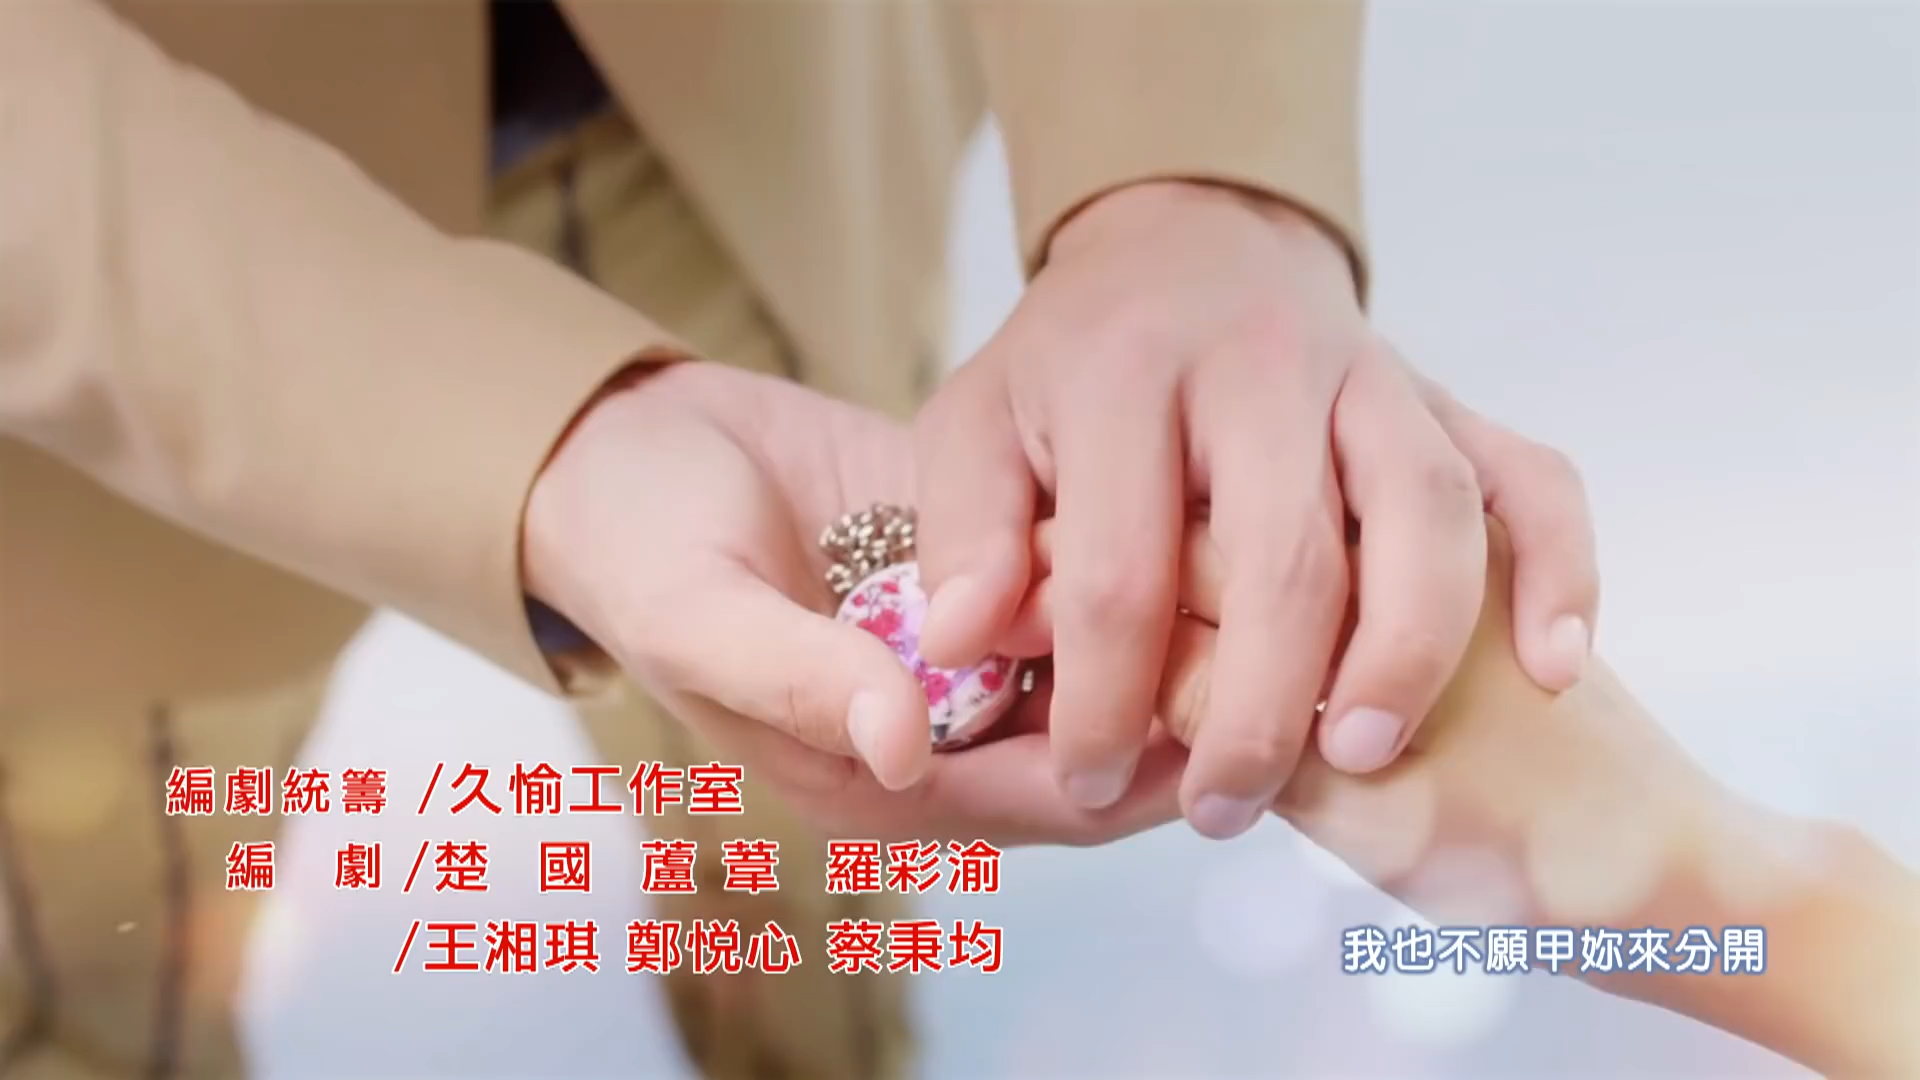 編劇統籌 /久愉工作室
編 劇 /楚 國 蘆 葦 羅彩渝
/王湘琪 鄭悦心 蔡秉均
我也不願甲妳來分開